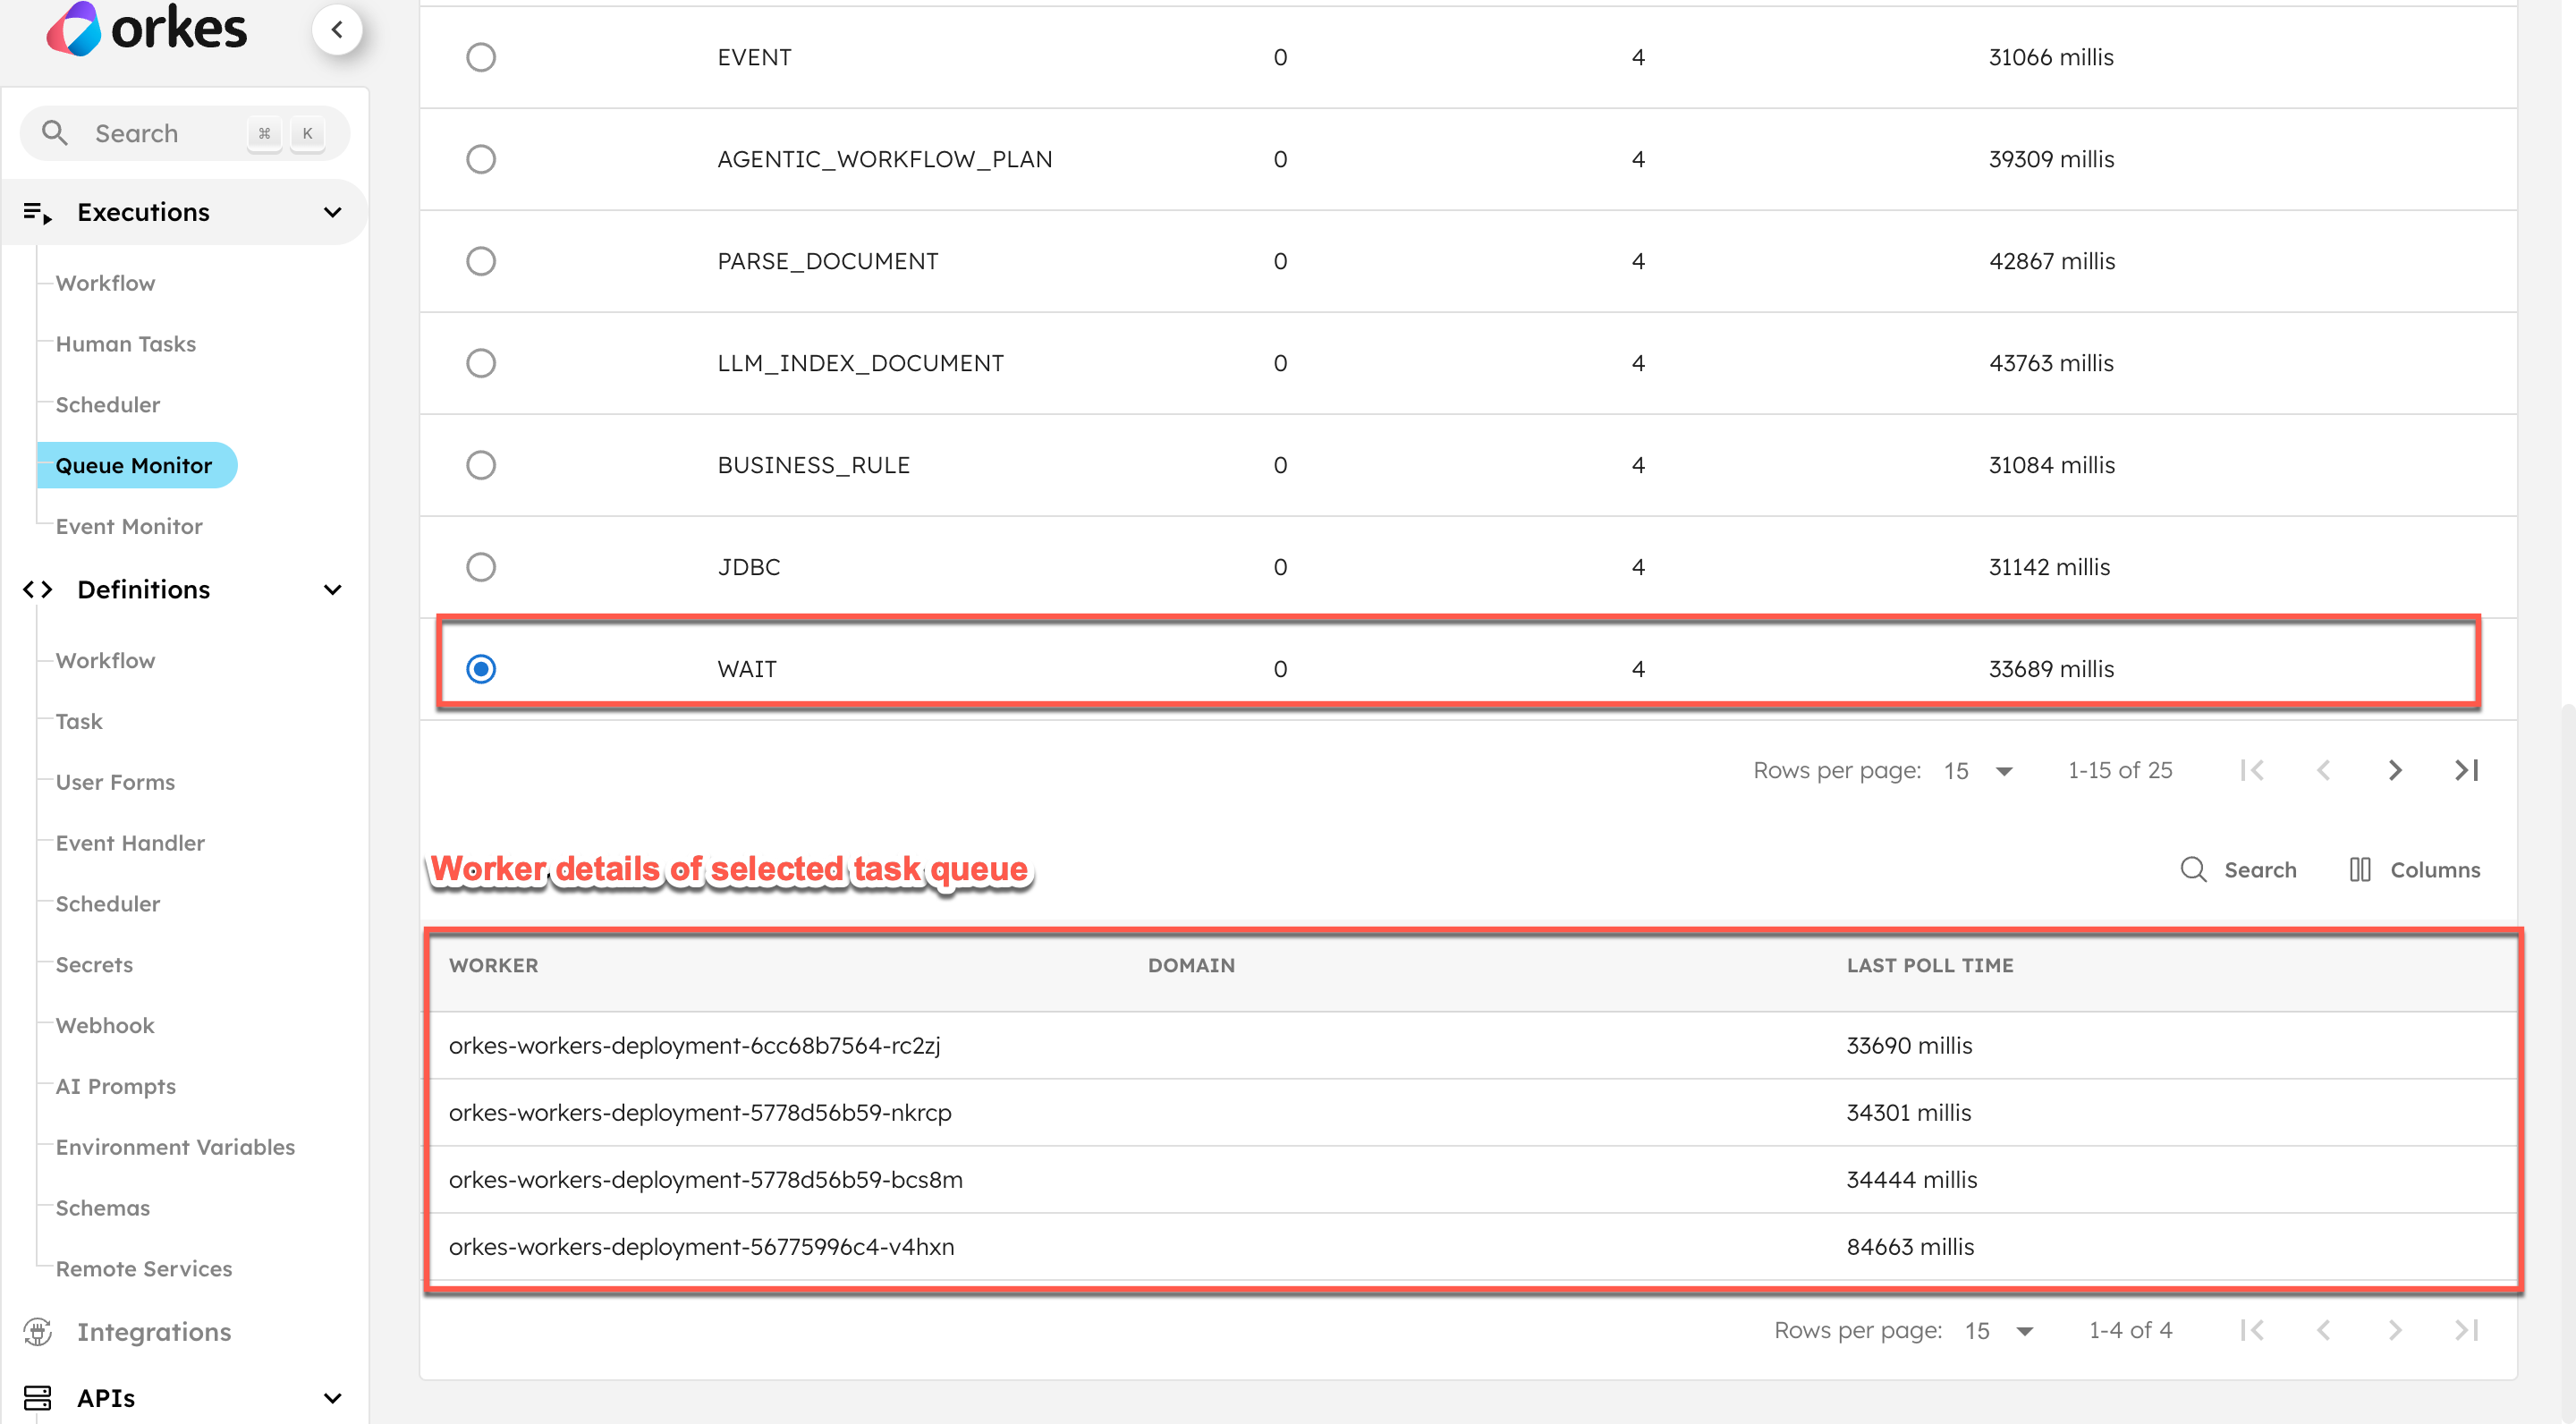 orkes
Search ⌘ K
Executions
Workflow
Human Tasks
Scheduler
Queue Monitor
Event Monitor
Definitions
Workflow
Task
User Forms
Event Handler
Scheduler
Secrets
Webhook
AI Prompts
Environment Variables
Schemas
Remote Services
Integrations
APIs
EVENT 0 4 31066 millis
AGENTIC_WORKFLOW_PLAN 0 4 39309 millis
PARSE_DOCUMENT 0 4 42867 millis
LLM_INDEX_DOCUMENT 0 4 43763 millis
BUSINESS_RULE 0 4 31084 millis
JDBC 0 4 31142 millis
WAIT 0 4 33689 millis
Rows per page: 15 1-15 of 25
Worker details of selected task queue
Search Columns
WORKER DOMAIN LAST POLL TIME
orkes-workers-deployment-6cc68b7564-rc2zj 33690 millis
orkes-workers-deployment-5778d56b59-nkrcp 34301 millis
orkes-workers-deployment-5778d56b59-bcs8m 34444 millis
orkes-workers-deployment-56775996c4-v4hxn 84663 millis
Rows per page: 15 1-4 of 4